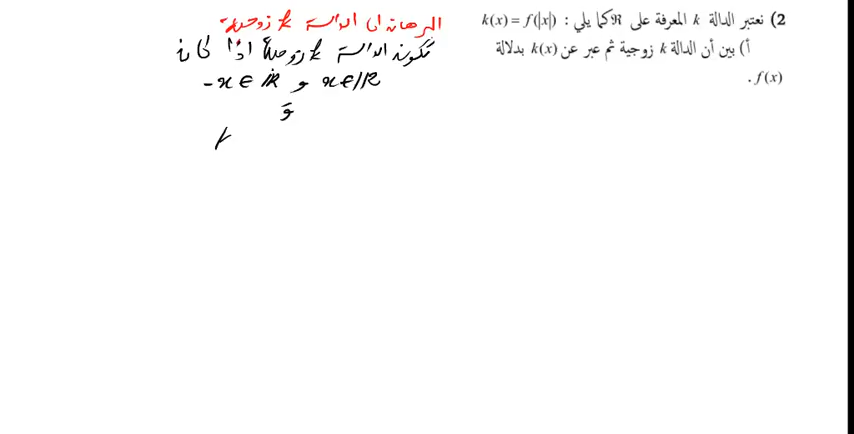 2) نعتبر الدالة k المعرفة على ℜ كما يلي : k(x) = f(|x|)
أ) بين أن الدالة k زوجية ثم عبر عن k(x) بدلالة
f(x) .
البرهان ان الدالة k زوجية
تكون الدالة k زوجية اذا كان
x∈ℝ و -x∈ℝ
و
k